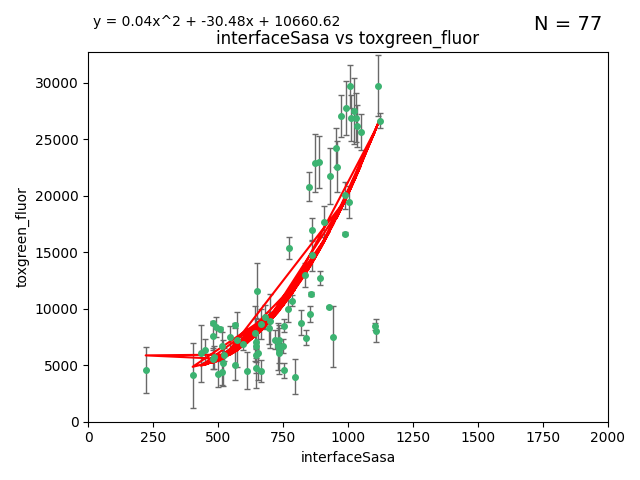 y = 0.04x^2 + -30.48x + 10660.62
N = 77
interfaceSasa vs toxgreen_fluor
30000
25000
20000
15000
10000
5000
0
toxgreen_fluor
0 250 500 750 1000 1250 1500 1750 2000
interfaceSasa